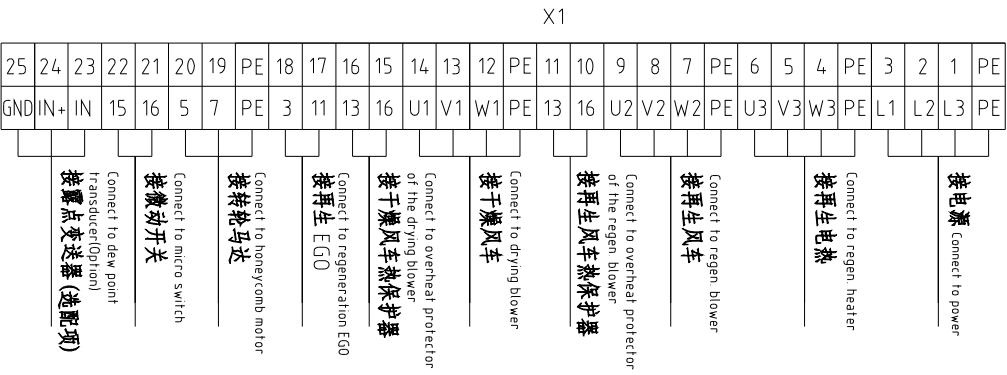 X1
25 24 23 22 21 20 19 PE 18 17 16 15 14 13 12 PE 11 10 9 8 7 PE 6 5 4 PE 3 2 1 PE
GND IN+ IN 15 16 5 7 PE 3 11 13 16 U1 V1 W1 PE 13 16 U2 V2 W2 PE U3 V3 W3 PE L1 L2 L3 PE
接露点变送器(选配项)
Connect to dew point
transducer(Option)
接微动开关
Connect to micro switch
接转轮马达
Connect to honeycomb motor
接再生 EGO
Connect to regeneration EGO
接干燥风车热保护器
Connect to overheat protector
of the drying blower
接干燥风车
Connect to drying blower
接再生风车热保护器
Connect to overheat protector
of the regen. blower
接再生风车
Connect to regen. blower
接再生电热
Connect to regen. heater
接电源 Connect to power